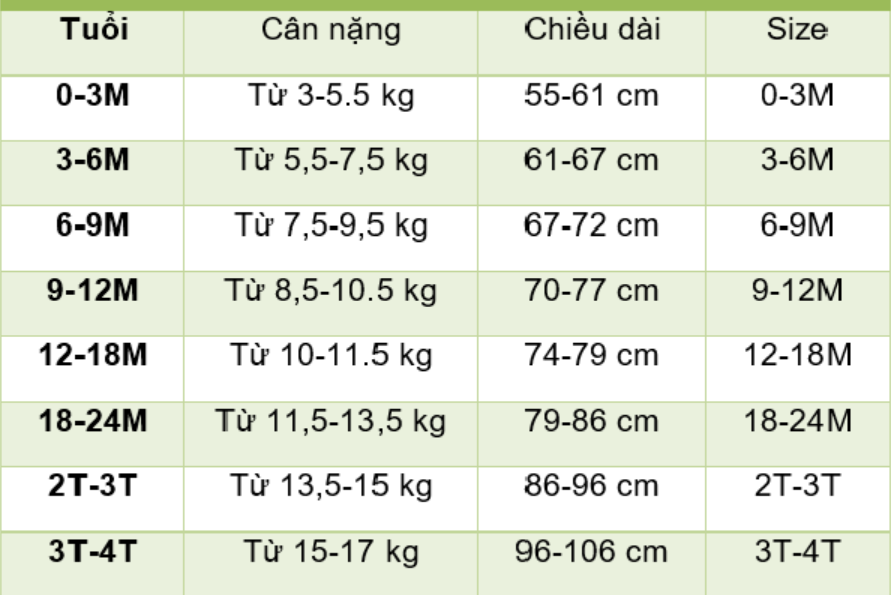 Tuổi Cân nặng Chiều dài Size
0-3M Từ 3-5.5 kg 55-61 cm 0-3M
3-6M Từ 5,5-7,5 kg 61-67 cm 3-6M
6-9M Từ 7,5-9,5 kg 67-72 cm 6-9M
9-12M Từ 8,5-10.5 kg 70-77 cm 9-12M
12-18M Từ 10-11.5 kg 74-79 cm 12-18M
18-24M Từ 11,5-13,5 kg 79-86 cm 18-24M
2T-3T Từ 13,5-15 kg 86-96 cm 2T-3T
3T-4T Từ 15-17 kg 96-106 cm 3T-4T